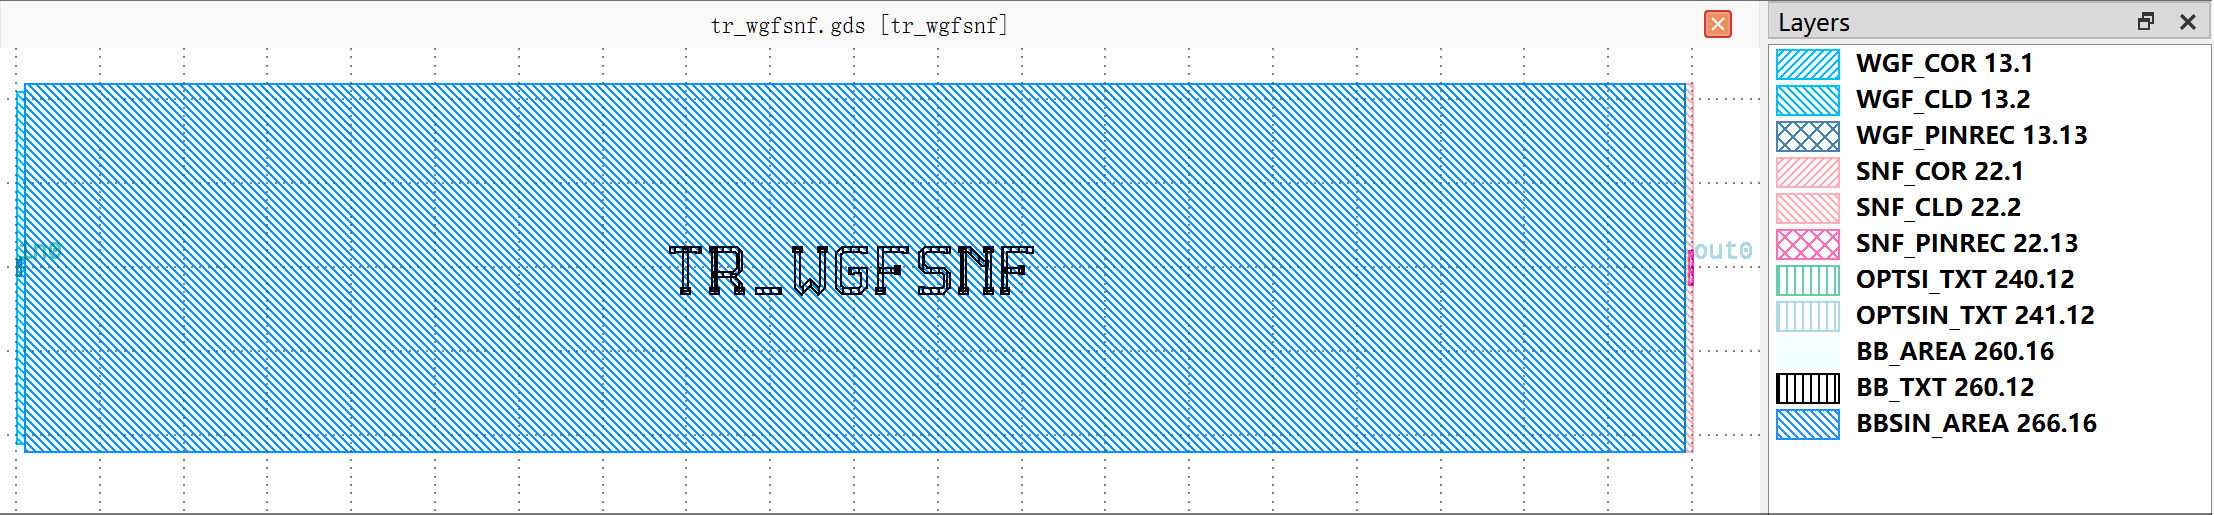 tr_wgfsnf.gds [tr_wgfsnf]
Layers
WGF_COR 13.1
WGF_CLD 13.2
WGF_PINREC 13.13
SNF_COR 22.1
SNF_CLD 22.2
SNF_PINREC 22.13
OPTSI_TXT 240.12
OPTSIN_TXT 241.12
BB_AREA 260.16
BB_TXT 260.12
BBSIN_AREA 266.16
in0
TR_WGFSNF
out0